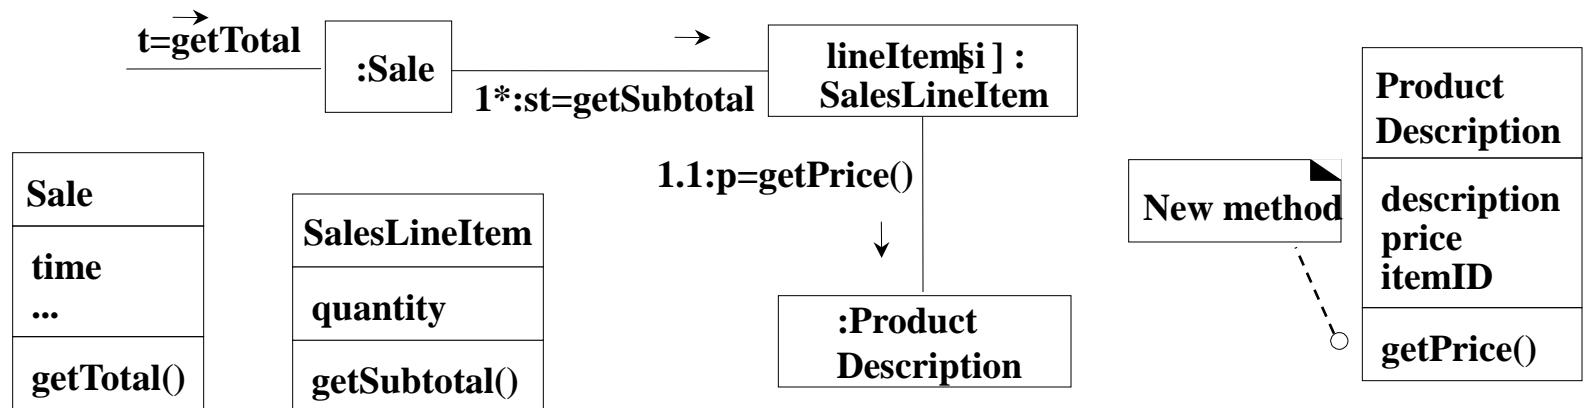 t=getTotal
:Sale
1*:st=getSubtotal
lineItems[i] :
SalesLineItem
1.1:p=getPrice()
:Product
Description
Sale
time
...
getTotal()
SalesLineItem
quantity
getSubtotal()
New method
Product
Description
description
price
itemID
getPrice()